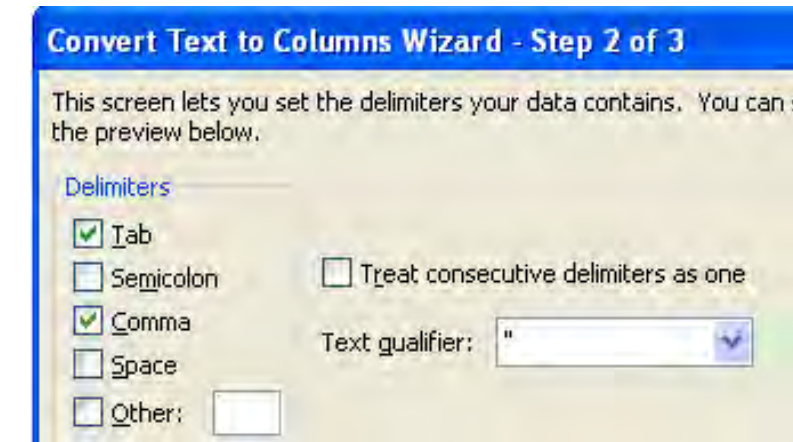 Convert Text to Columns Wizard - Step 2 of 3
This screen lets you set the delimiters your data contains. You can
the preview below.
Delimiters
Tab
Semicolon
Treat consecutive delimiters as one
Comma
Text qualifier: "
Space
Other: